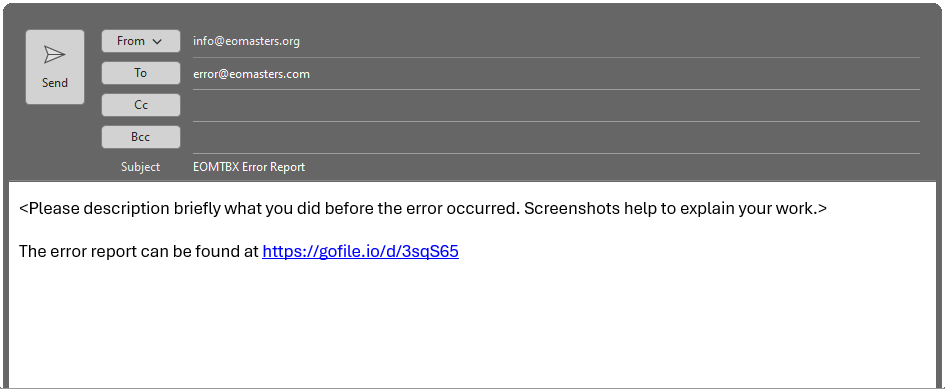 Send
From
info@eomasters.org
To
error@eomasters.com
Cc
Bcc
Subject EOMTBX Error Report
<Please description briefly what you did before the error occurred. Screenshots help to explain your work.>
The error report can be found at https://gofile.io/d/3sqS65